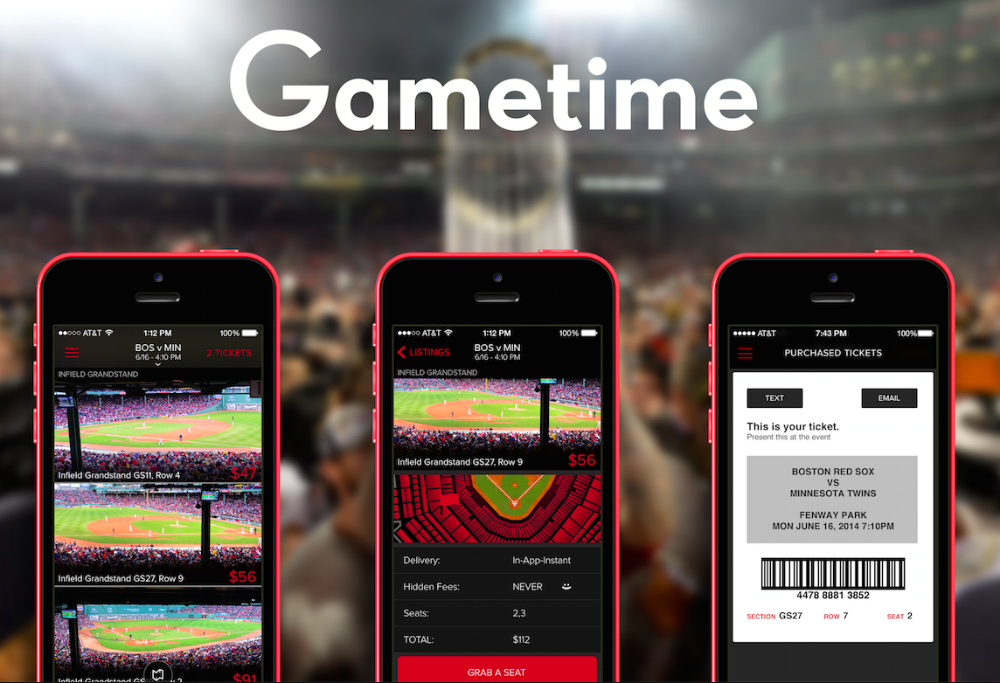 Gametime
AT&T 1:12 PM 100%
BOS v MIN
6/16 - 4:10 PM
2 TICKETS
INFIELD GRANDSTAND
Infield Grandstand GS11, Row 4 $47
Infield Grandstand GS27, Row 9 $56
2 $91
AT&T 1:12 PM 100%
LISTINGS
BOS v MIN
6/16 - 4:10 PM
INFIELD GRANDSTAND
Infield Grandstand GS27, Row 9 $56
Delivery: In-App-Instant
Hidden Fees: NEVER
Seats: 2,3
TOTAL: $112
GRAB A SEAT
AT&T 7:43 PM 100%
PURCHASED TICKETS
TEXT EMAIL
This is your ticket.
Present this at the event
BOSTON RED SOX
VS
MINNESOTA TWINS
FENWAY PARK
MON JUNE 16, 2014 7:10PM
4478 8881 3852
SECTION GS27 ROW 7 SEAT 2